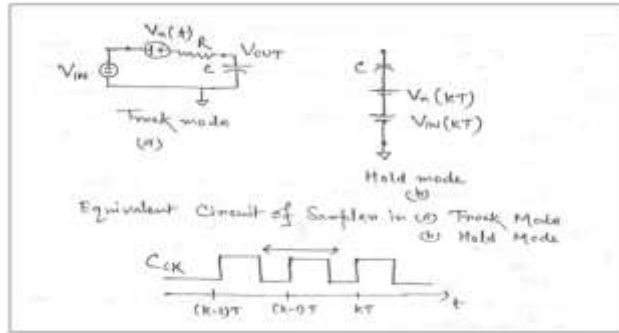 Vn(t)
R
VOUT
C
VIN
Track mode
(a)
C
Vn(KT)
VIN(KT)
Hold mode
(b)
Equivalent Circuit of Sampler in (a) Track Mode
(b) Hold Mode
CCK
(K-2)T (K-1)T KT t